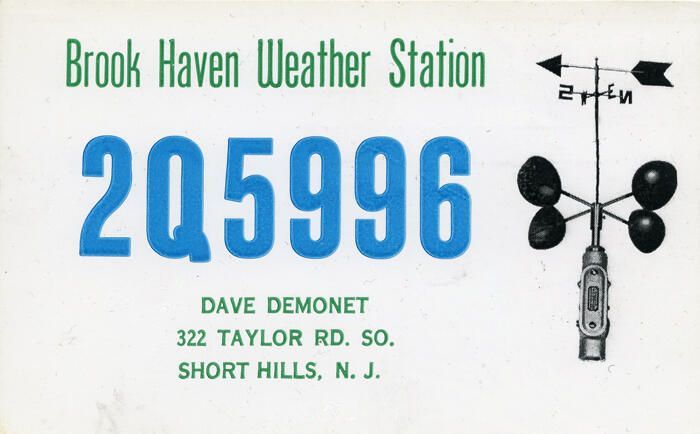 Brook Haven Weather Station
2Q5996
DAVE DEMONET
322 TAYLOR RD. SO.
SHORT HILLS, N. J.
S W E N